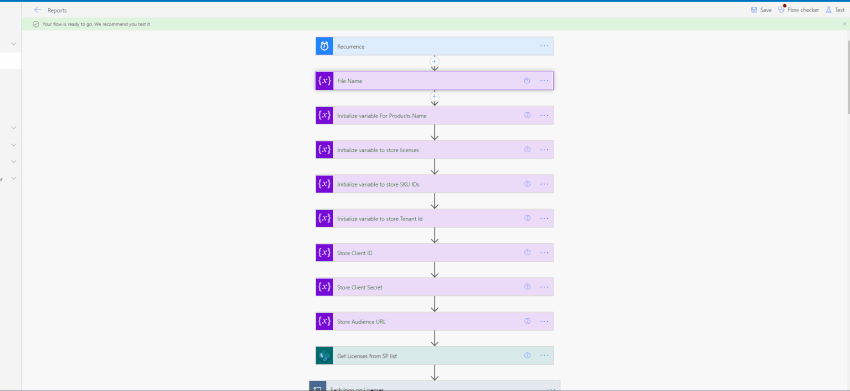 Reports
Save
Flow checker
Test
Your flow is ready to go. We recommend you test it
Recurrence
File Name
Initialize variable For Products Name
Initialize variable to store licenses
Initialize variable to store SKU IDs
Initialize variable to store Tenant Id
Store Client ID
Store Client Secret
Store Audience URL
Get Licenses from SP list